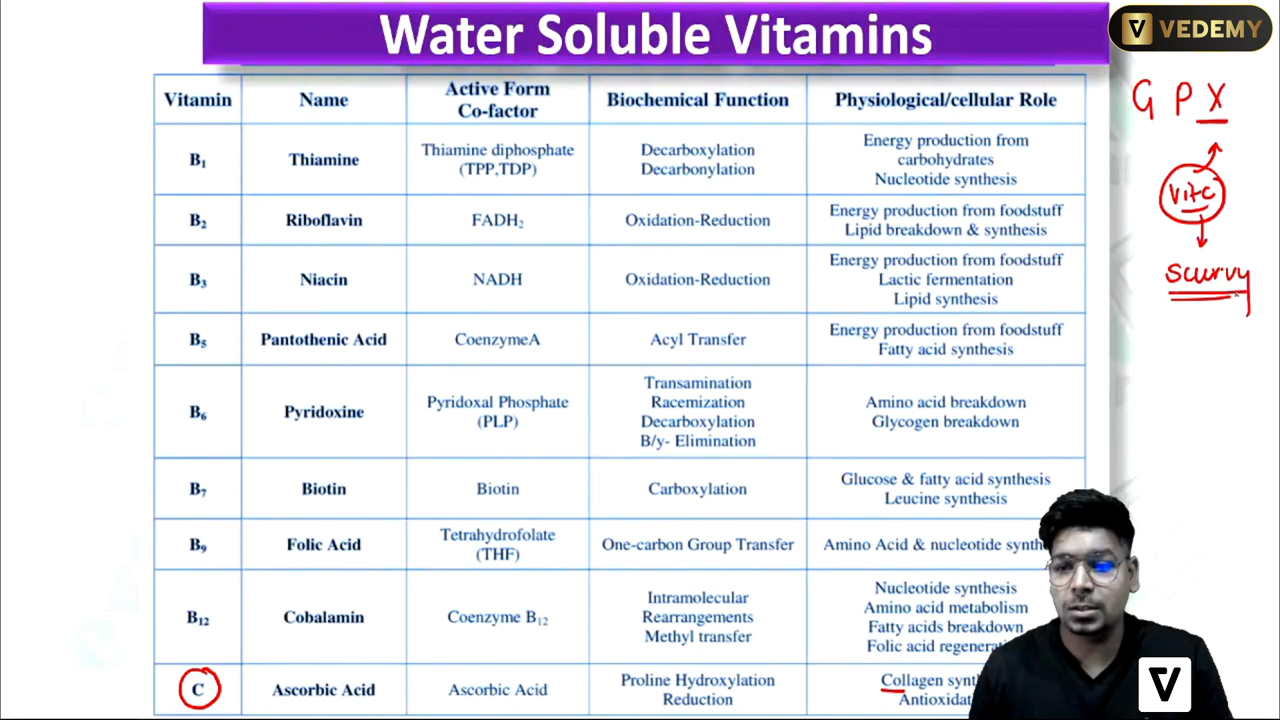 Water Soluble Vitamins
VEDEMY
Vitamin
Name
Active Form
Co-factor
Biochemical Function
Physiological/cellular Role
B₁
Thiamine
Thiamine diphosphate
(TPP,TDP)
Decarboxylation
Decarbonylation
Energy production from
carbohydrates
Nucleotide synthesis
B₂
Riboflavin
FADH₂
Oxidation-Reduction
Energy production from foodstuff
Lipid breakdown & synthesis
B₃
Niacin
NADH
Oxidation-Reduction
Energy production from foodstuff
Lactic fermentation
Lipid synthesis
B₅
Pantothenic Acid
CoenzymeA
Acyl Transfer
Energy production from foodstuff
Fatty acid synthesis
B₆
Pyridoxine
Pyridoxal Phosphate
(PLP)
Transamination
Racemization
Decarboxylation
B/y- Elimination
Amino acid breakdown
Glycogen breakdown
B₇
Biotin
Biotin
Carboxylation
Glucose & fatty acid synthesis
Leucine synthesis
B₉
Folic Acid
Tetrahydrofolate
(THF)
One-carbon Group Transfer
Amino Acid & nucleotide
B₁₂
Cobalamin
Coenzyme B₁₂
Intramolecular
Rearrangements
Methyl transfer
Nucleotide synthesis
Amino acid metabolism
Fatty acids breakdown
Folic acid
C
Ascorbic Acid
Ascorbic Acid
Proline Hydroxylation
Reduction
Collagen
G P X
Vit C
Scurvy